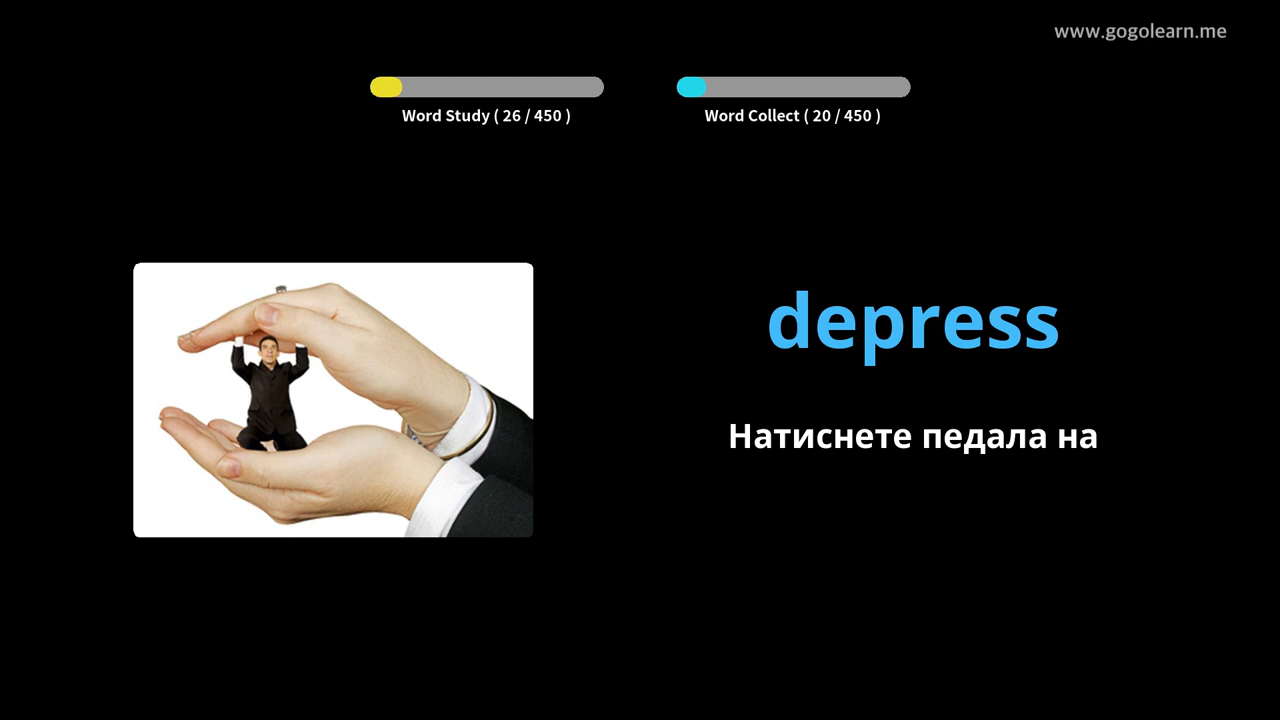 www.gogolearn.me
Word Study ( 26 / 450 )
Word Collect ( 20 / 450 )
depress
Натиснете педала на